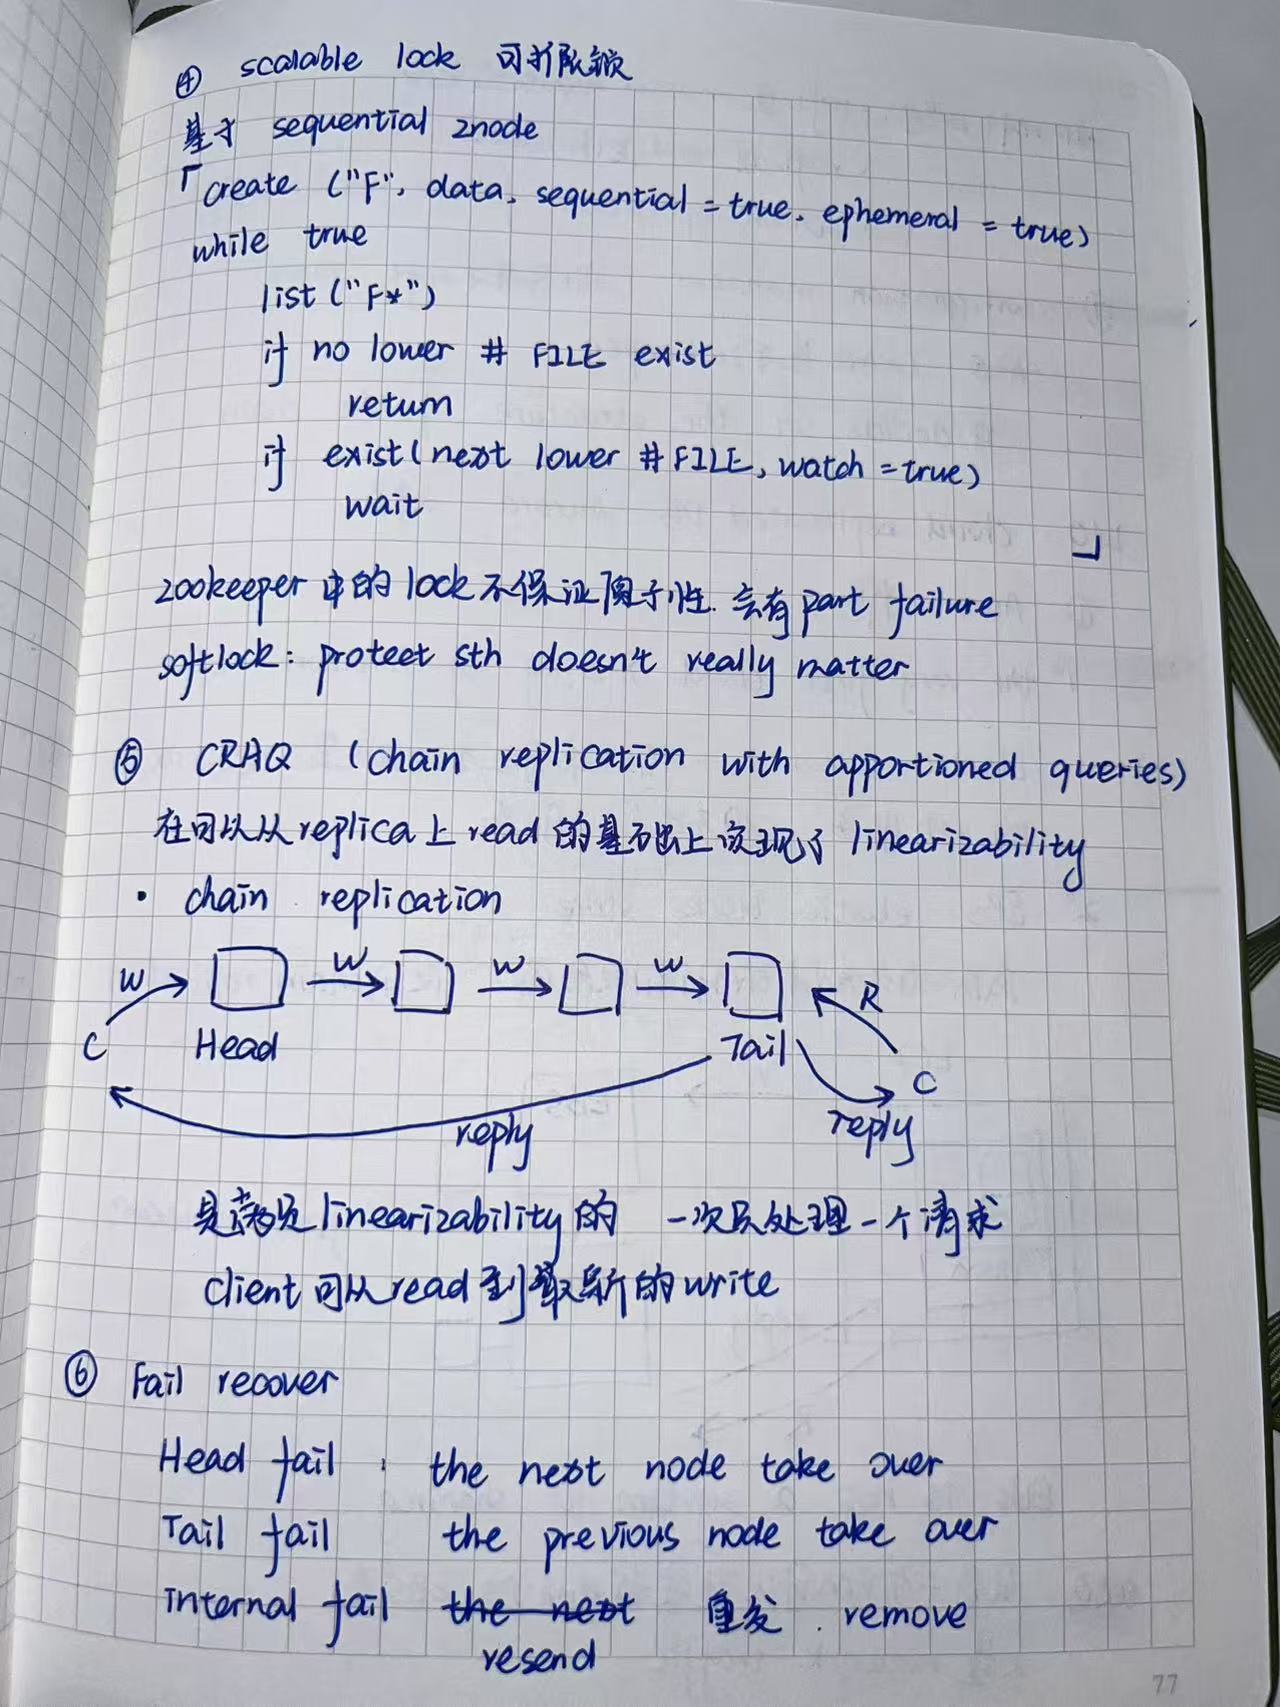 ④ scalable lock 可扩展锁
基于 sequential znode
「create ("F", data, sequential = true, ephemeral = true)
while true
list ("F*")
if no lower # FILE exist
return
if exist (next lower # FILE, watch = true)
wait
」
zookeeper 中的 lock 不保证原子性. 会有 part failure
softlock: protect sth doesn't really matter
⑤ CRAQ (chain replication with apportioned queries)
在可以从 replica 上 read 的基础上实现了 linearizability
· chain replication
W W W W R
C Head Tail C
reply reply
是满足 linearizability 的 一次只处理一个请求
client 可从 read 到最新的 write
⑥ Fail recover
Head fail : the next node take over
Tail fail the previous node take over
Internal fail the next 重发 . remove
resend
77